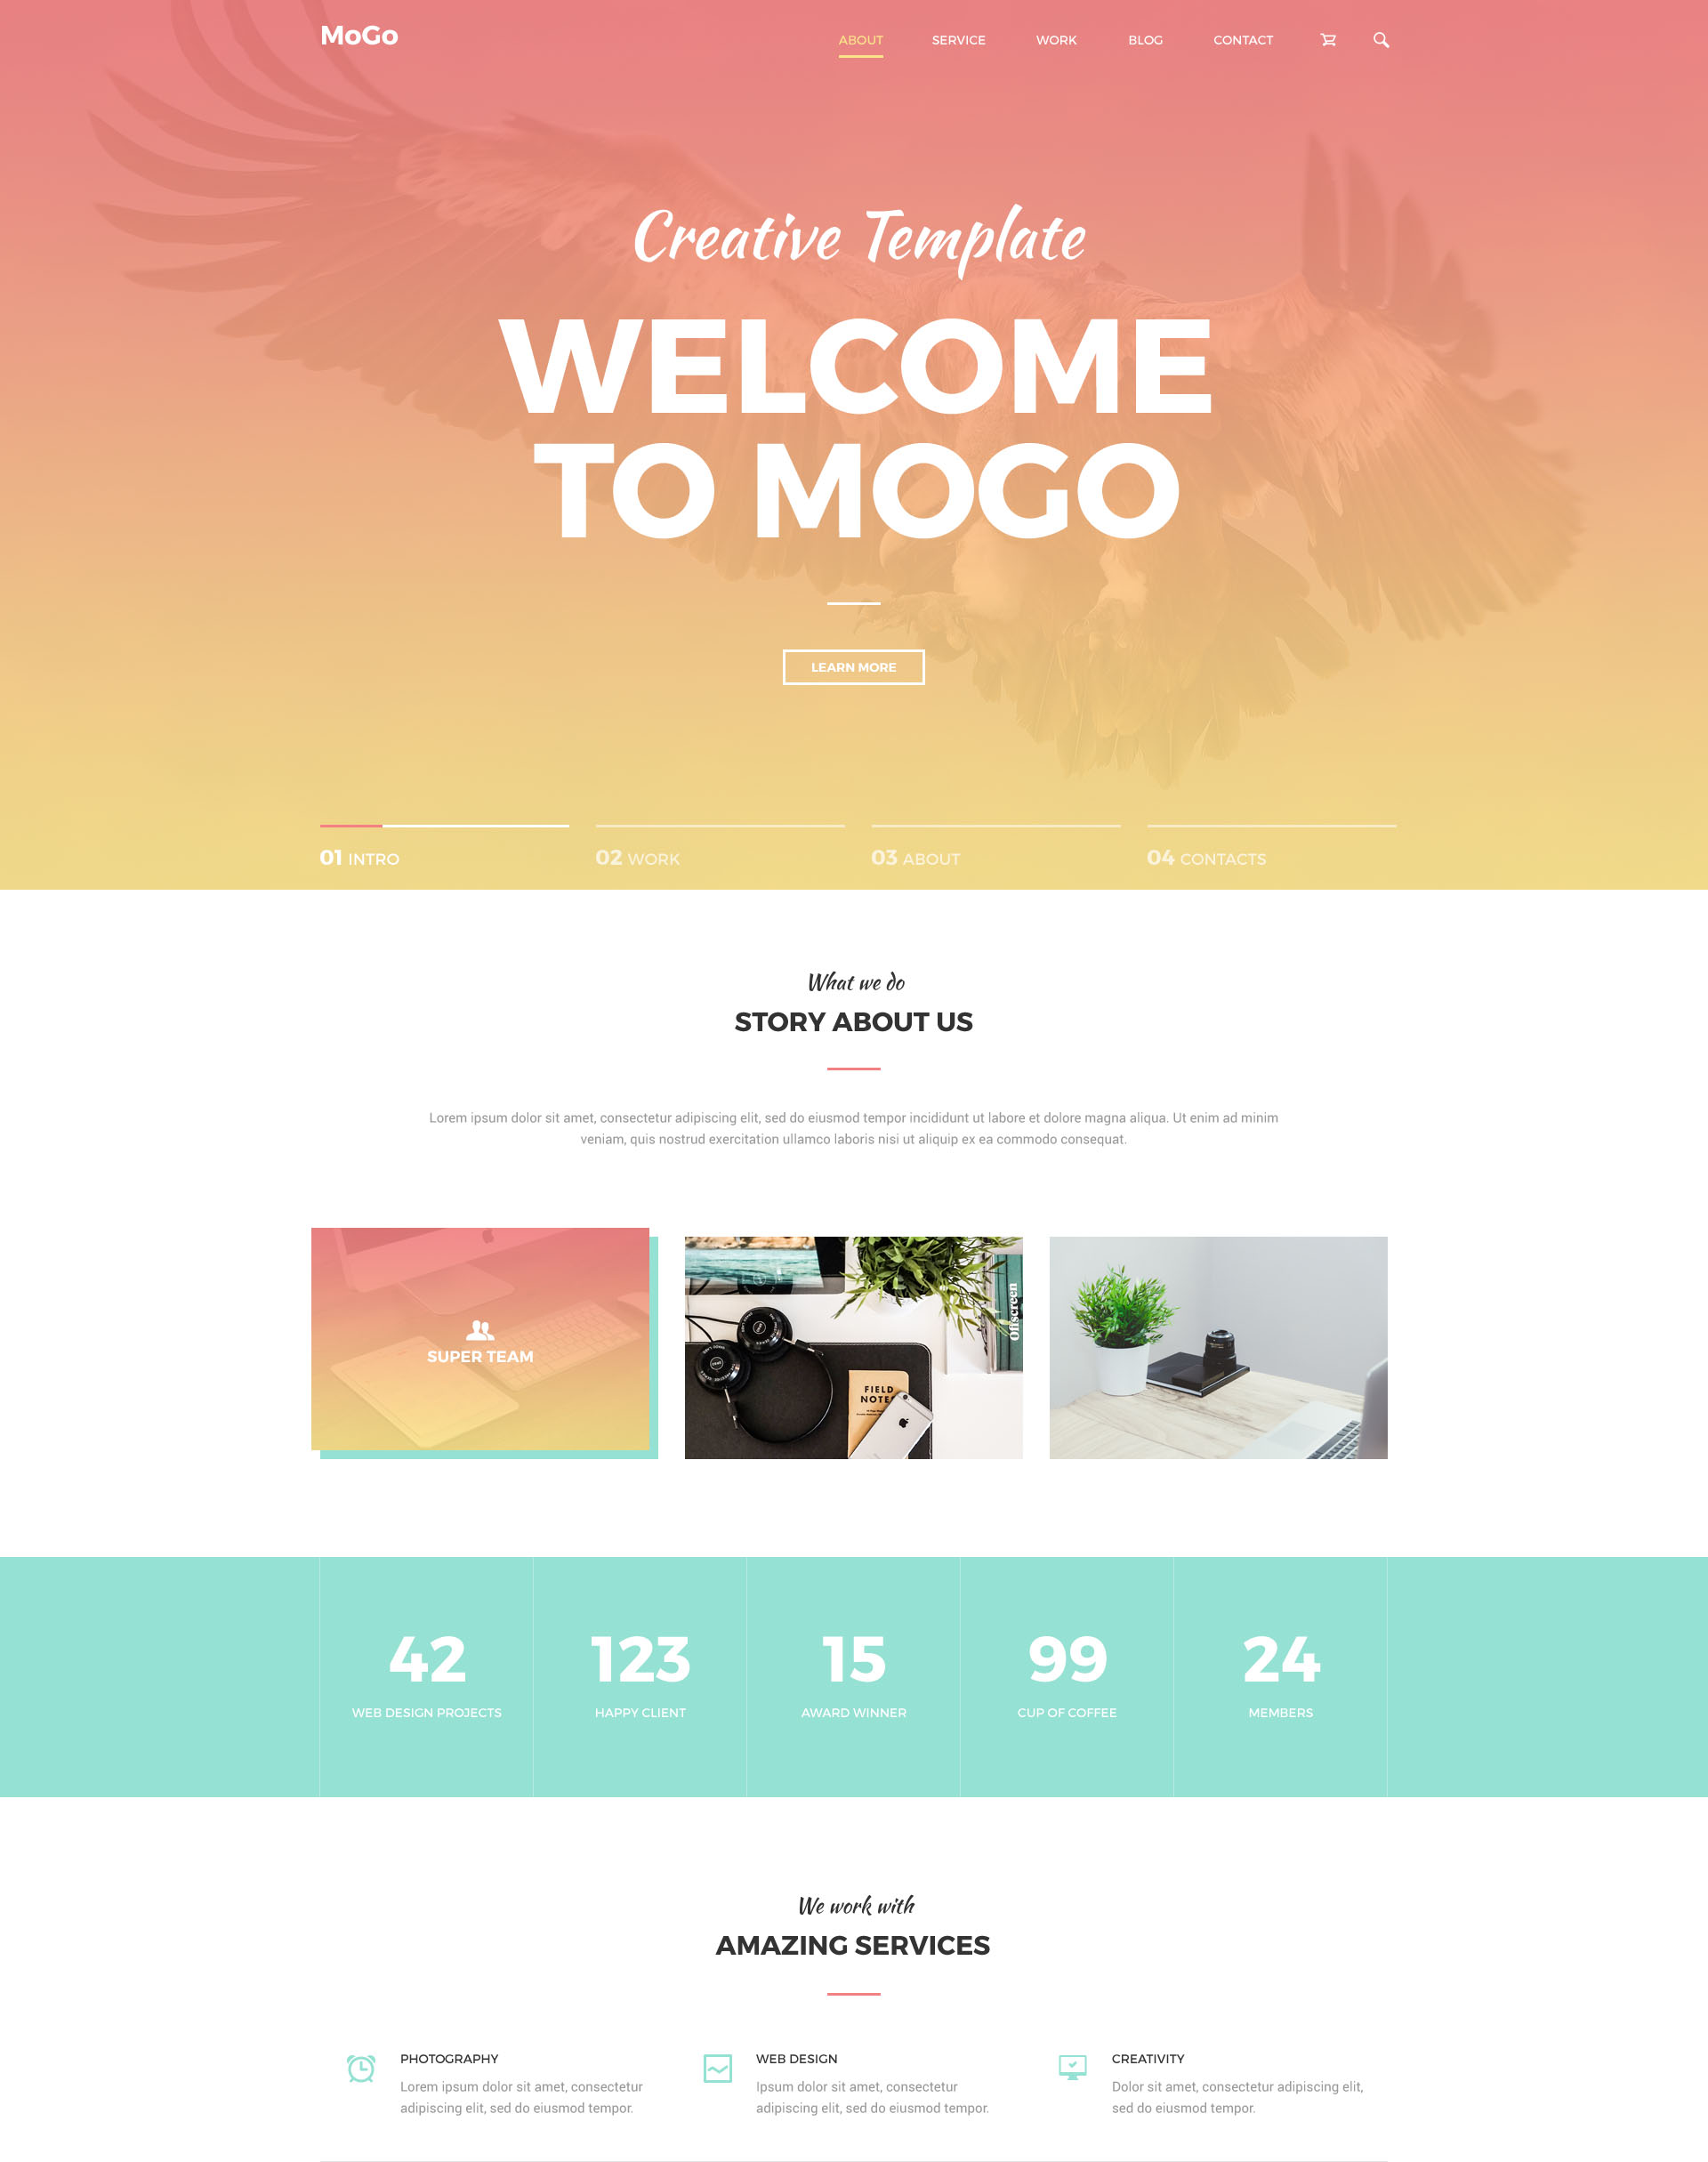 MoGo
ABOUT SERVICE WORK BLOG CONTACT
Creative Template
WELCOME
TO MOGO
LEARN MORE
01 INTRO
02 WORK
03 ABOUT
04 CONTACTS
What we do
STORY ABOUT US
Lorem ipsum dolor sit amet, consectetur adipiscing elit, sed do eiusmod tempor incididunt ut labore et dolore magna aliqua. Ut enim ad minim
veniam, quis nostrud exercitation ullamco laboris nisi ut aliquip ex ea commodo consequat.
SUPER TEAM
Offscreen
FIELD
NOTES
42
WEB DESIGN PROJECTS
123
HAPPY CLIENT
15
AWARD WINNER
99
CUP OF COFFEE
24
MEMBERS
We work with
AMAZING SERVICES
PHOTOGRAPHY
Lorem ipsum dolor sit amet, consectetur
adipiscing elit, sed do eiusmod tempor.
WEB DESIGN
Ipsum dolor sit amet, consectetur
adipiscing elit, sed do eiusmod tempor.
CREATIVITY
Dolor sit amet, consectetur adipiscing elit,
sed do eiusmod tempor.